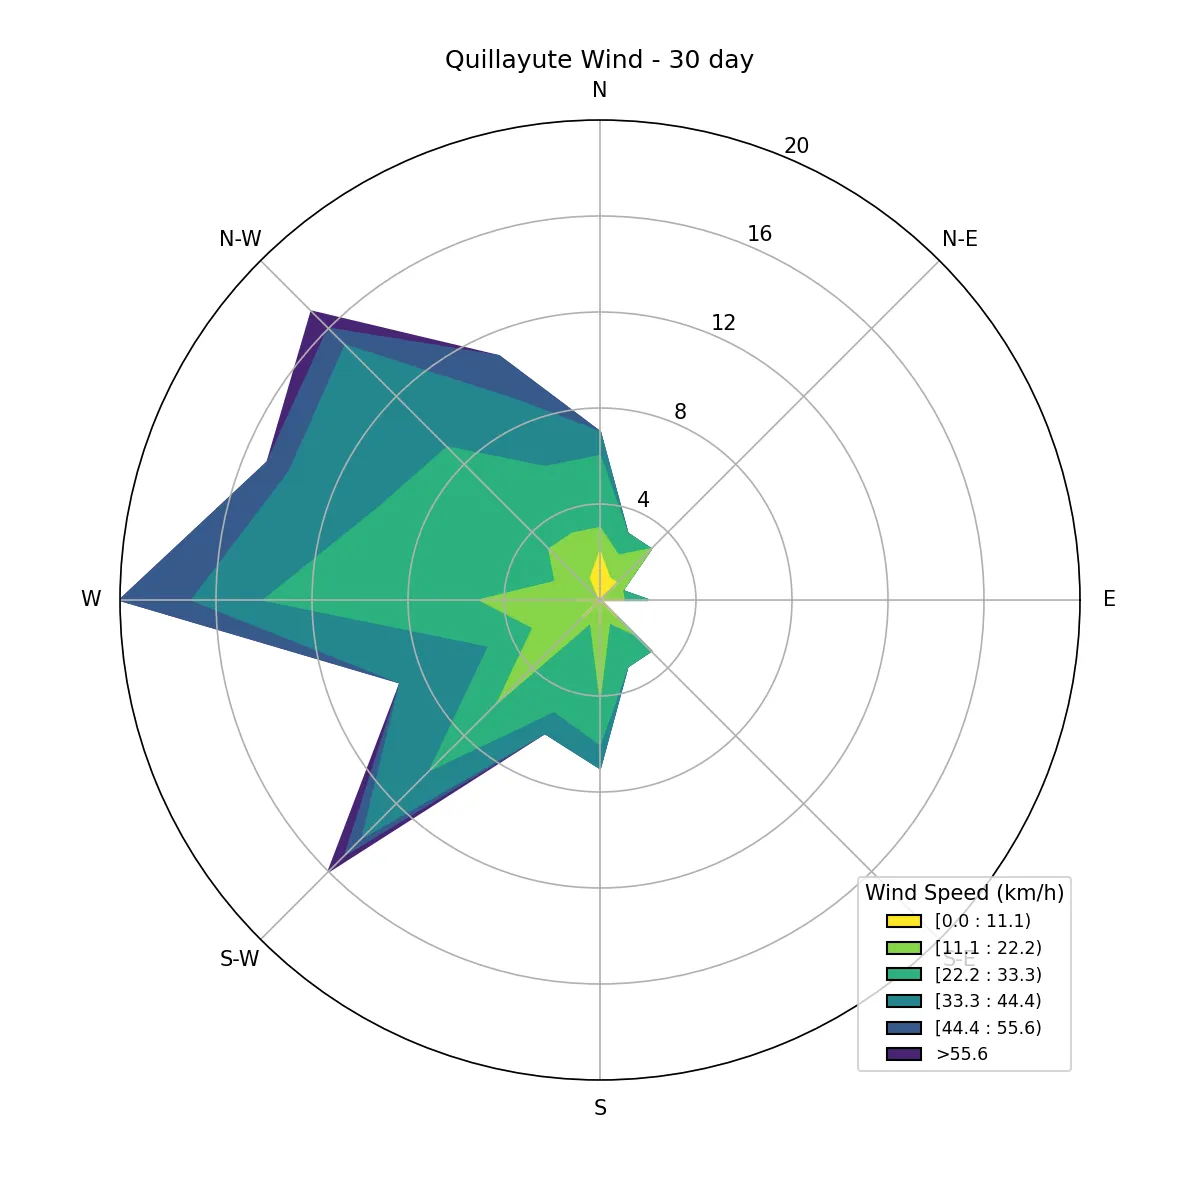 Quillayute Wind - 30 day
N
20
N-W
16
N-E
12
8
4
W
E
Wind Speed (km/h)
[0.0 : 11.1)
[11.1 : 22.2)
S-W
S-E
[22.2 : 33.3)
[33.3 : 44.4)
[44.4 : 55.6)
>55.6
S